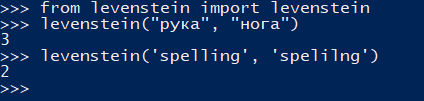 >>> from levenstein import levenstein
>>> levenstein("рука", "нога")
3
>>> levenstein('spelling', 'spelilng')
2
>>>